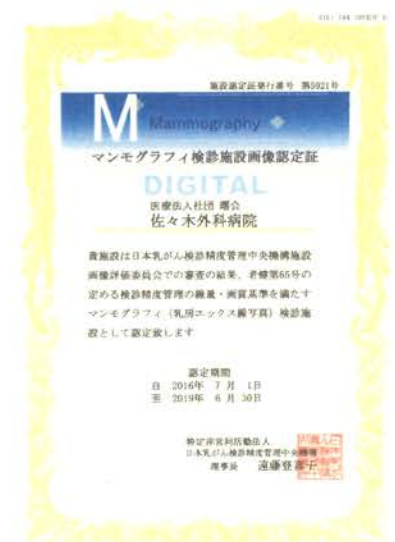 施設認定証発行番号 第5921号
M
Mammography
マンモグラフィ検診施設画像認定証
DIGITAL
医療法人社団 曙会
佐々木外科病院
貴施設は日本乳がん検診精度管理中央機構施設
画像評価委員会での審査の結果、老健第65号の
定める検診精度管理の線量・画質基準を満たす
マンモグラフィ(乳房エックス線写真)検診施
設として認定致します
認定期間
自 2016年 7月 1日
至 2019年 6月 30日
特定非営利活動法人
日本乳がん検診精度管理中央機構
理事長 遠藤登喜子